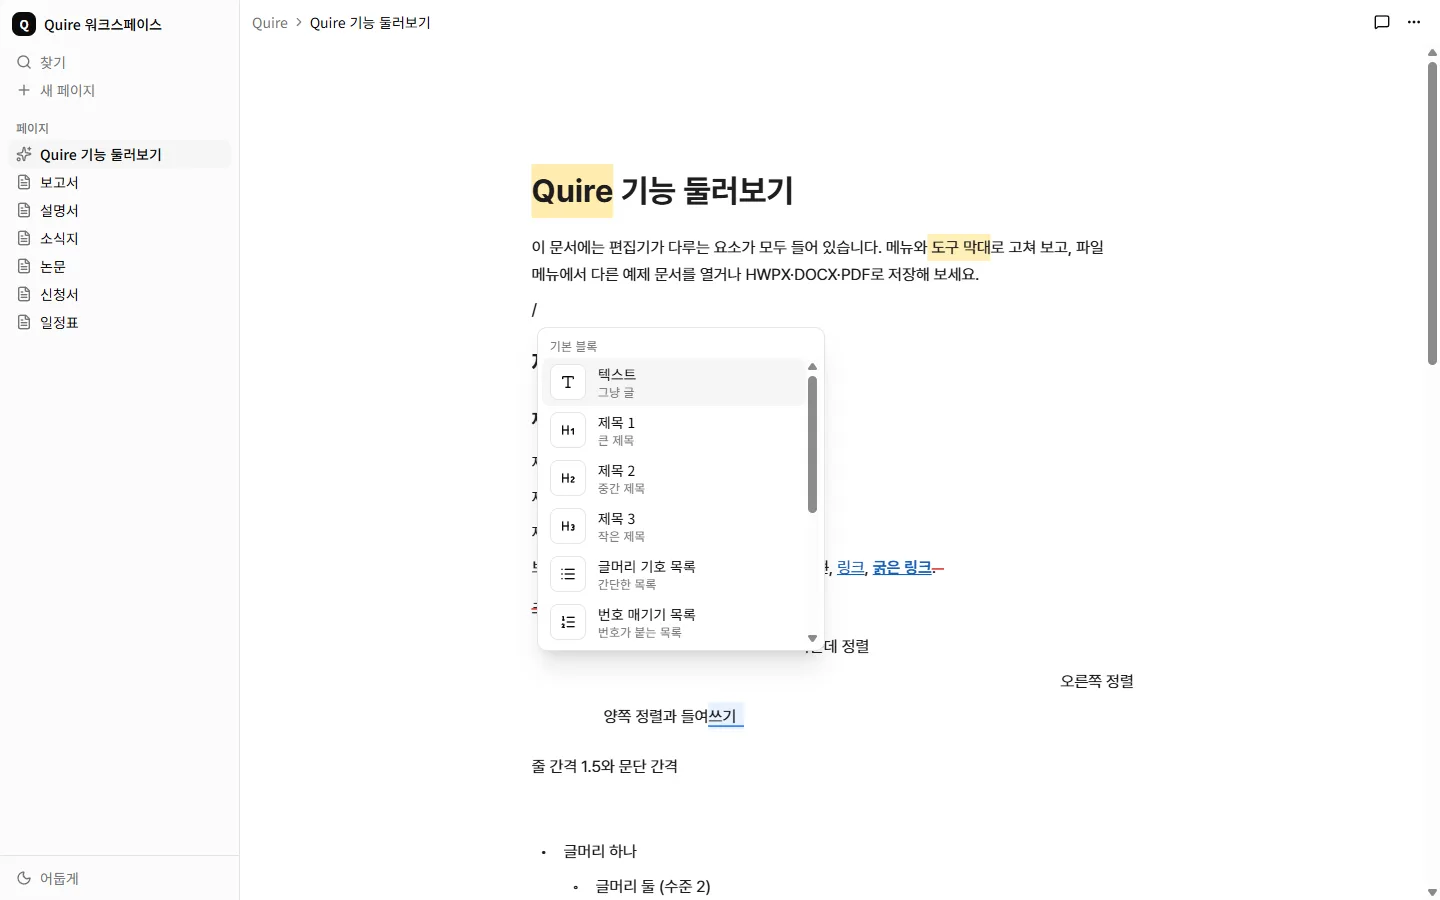 Q Quire 워크스페이스
찾기
새 페이지
페이지
Quire 기능 둘러보기
보고서
설명서
소식지
논문
신청서
일정표
어둡게
Quire > Quire 기능 둘러보기
Quire 기능 둘러보기
이 문서에는 편집기가 다루는 요소가 모두 들어 있습니다. 메뉴와 도구 막대로 고쳐 보고, 파일
메뉴에서 다른 예제 문서를 열거나 HWPX·DOCX·PDF로 저장해 보세요.
/
기본 블록
T 텍스트
그냥 글
H1 제목 1
큰 제목
H2 제목 2
중간 제목
H3 제목 3
작은 제목
글머리 기호 목록
간단한 목록
번호 매기기 목록
번호가 붙는 목록
, 링크, 굵은 링크.
데 정렬
오른쪽 정렬
양쪽 정렬과 들여쓰기
줄 간격 1.5와 문단 간격
• 글머리 하나
◦ 글머리 둘 (수준 2)